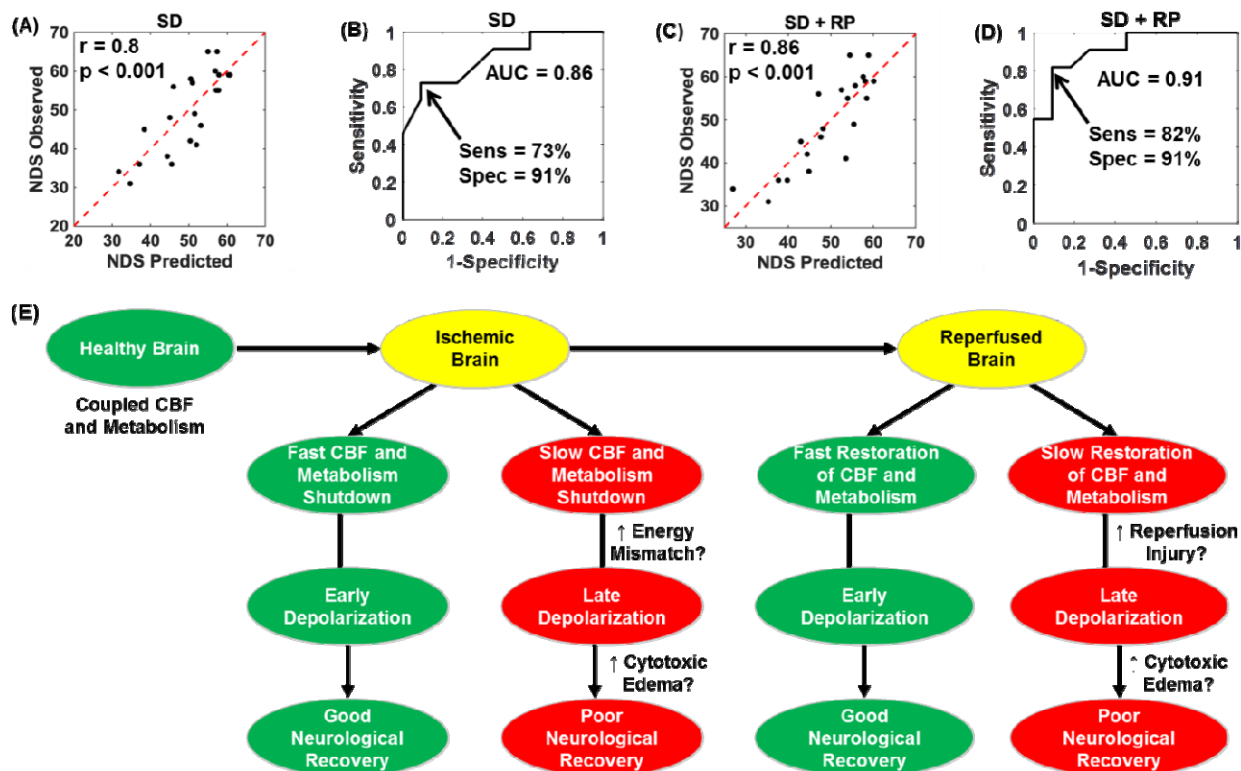 (A)
SD
r = 0.8
p < 0.001
NDS Observed
70
60
50
40
30
20
20 30 40 50 60 70
NDS Predicted
(B)
SD
AUC = 0.86
Sens = 73%
Spec = 91%
Sensitivity
1
0.8
0.6
0.4
0.2
0
0 0.2 0.4 0.6 0.8 1
1-Specificity
(C)
SD + RP
r = 0.86
p < 0.001
NDS Observed
70
60
50
40
30
30 40 50 60 70
NDS Predicted
(D)
SD + RP
AUC = 0.91
Sens = 82%
Spec = 91%
Sensitivity
1
0.8
0.6
0.4
0.2
0
0 0.2 0.4 0.6 0.8 1
1-Specificity
(E)
Healthy Brain
Coupled CBF
and Metabolism
Ischemic
Brain
Reperfused
Brain
Fast CBF and
Metabolism
Shutdown
Slow CBF and
Metabolism
Shutdown
Fast Restoration
of CBF and
Metabolism
Slow Restoration
of CBF and
Metabolism
↑ Energy
Mismatch?
↑ Reperfusion
Injury?
Early
Depolarization
Late
Depolarization
Early
Depolarization
Late
Depolarization
↑ Cytotoxic
Edema?
↑ Cytotoxic
Edema?
Good
Neurological
Recovery
Poor
Neurological
Recovery
Good
Neurological
Recovery
Poor
Neurological
Recovery